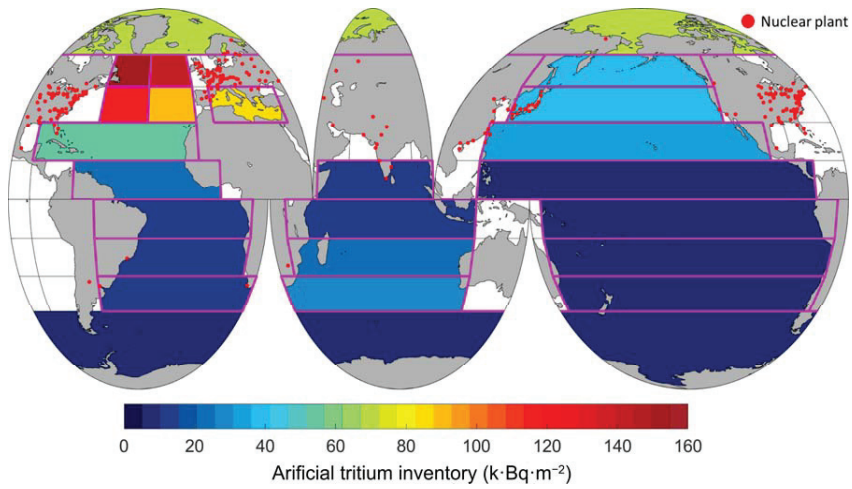 Nuclear plant
0 20 40 60 80 100 120 140 160
Arificial tritium inventory (k·Bq·m⁻²)